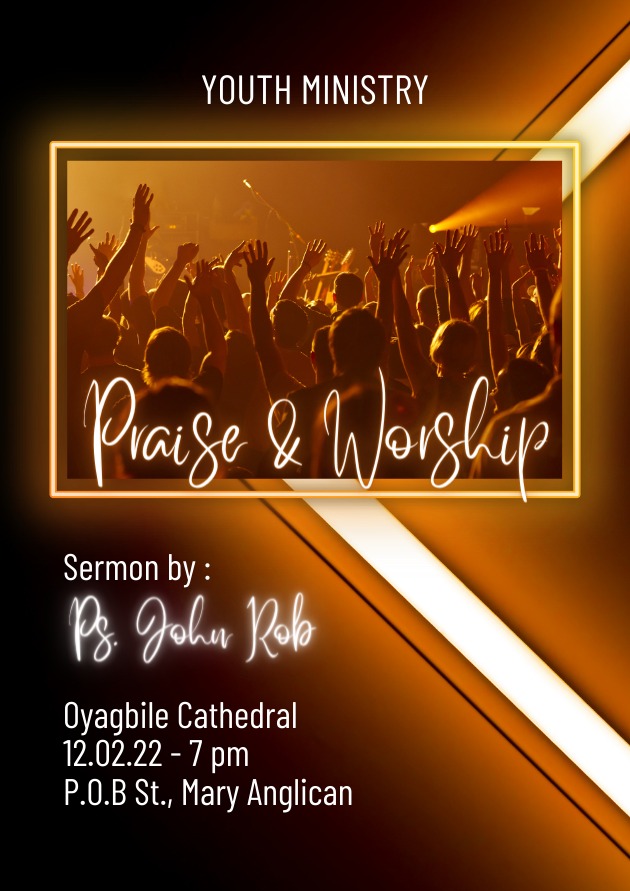 YOUTH MINISTRY
Praise & Worship
Sermon by :
Ps. John Rob
Oyagbile Cathedral
12.02.22 - 7 pm
P.O.B St., Mary Anglican